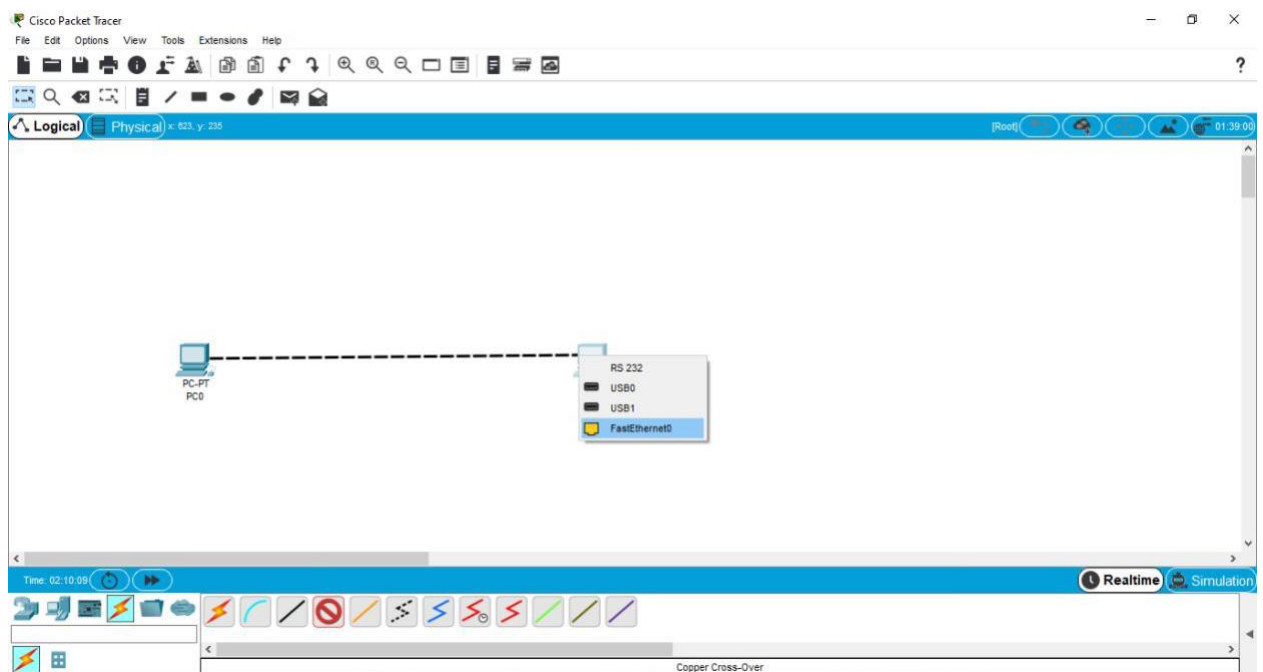 Cisco Packet Tracer
File Edit Options View Tools Extensions Help
?
Logical Physical x: 623, y: 235 [Root] 01:39:00
PC-PT
PC0
RS 232
USB0
USB1
FastEthernet0
Time: 02:10:09 Realtime Simulation
Copper Cross-Over